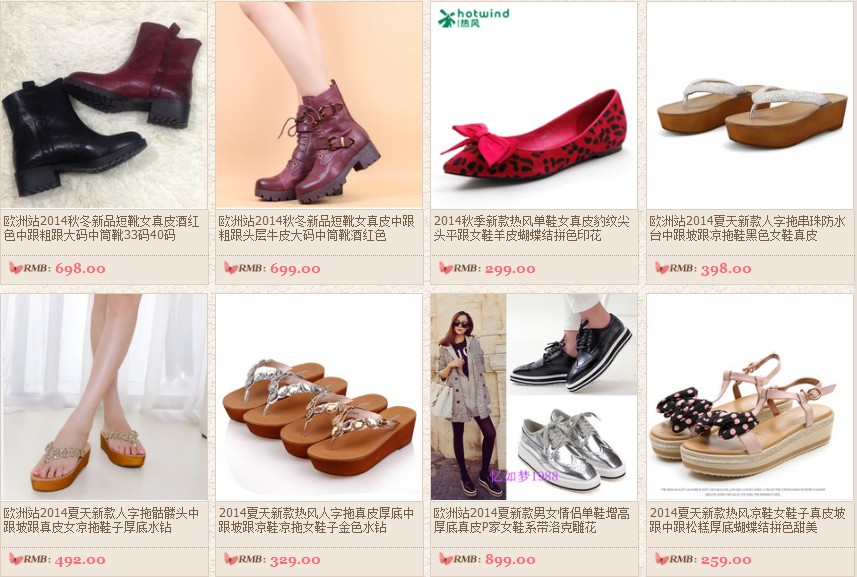 hotwind
热风
欧洲站2014秋冬新品短靴女真皮酒红
色中跟粗跟大码中筒靴33码40码
RMB: 698.00
欧洲站2014秋冬新品短靴女真皮中跟
粗跟头层牛皮大码中筒靴酒红色
RMB: 699.00
2014秋季新款热风单鞋女真皮豹纹尖
头平跟女鞋羊皮蝴蝶结拼色印花
RMB: 299.00
欧洲站2014夏天新款人字拖串珠防水
台中跟坡跟凉拖鞋黑色女鞋真皮
RMB: 398.00
忆如梦1988
欧洲站2014夏天新款人字拖骷髅头中
跟坡跟真皮女凉拖鞋子厚底水钻
RMB: 492.00
2014夏天新款热风人字拖真皮厚底中
跟坡跟凉鞋凉拖女鞋子金色水钻
RMB: 329.00
欧洲站2014夏新款男女情侣单鞋增高
厚底真皮P家女鞋系带洛克雕花
RMB: 899.00
2014夏天新款热风凉鞋女鞋子真皮坡
跟中跟松糕厚底蝴蝶结拼色甜美
RMB: 259.00